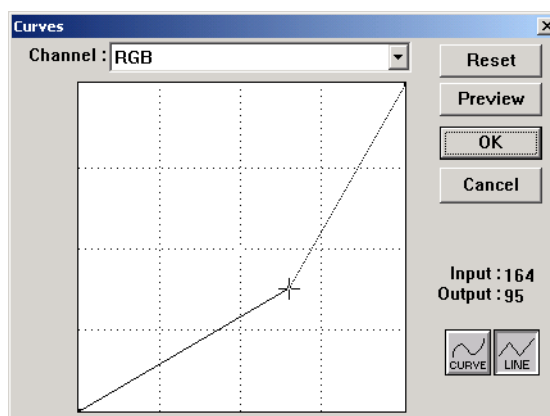 Curves
Channel : RGB
Reset
Preview
OK
Cancel
Input : 164
Output : 95
CURVE
LINE